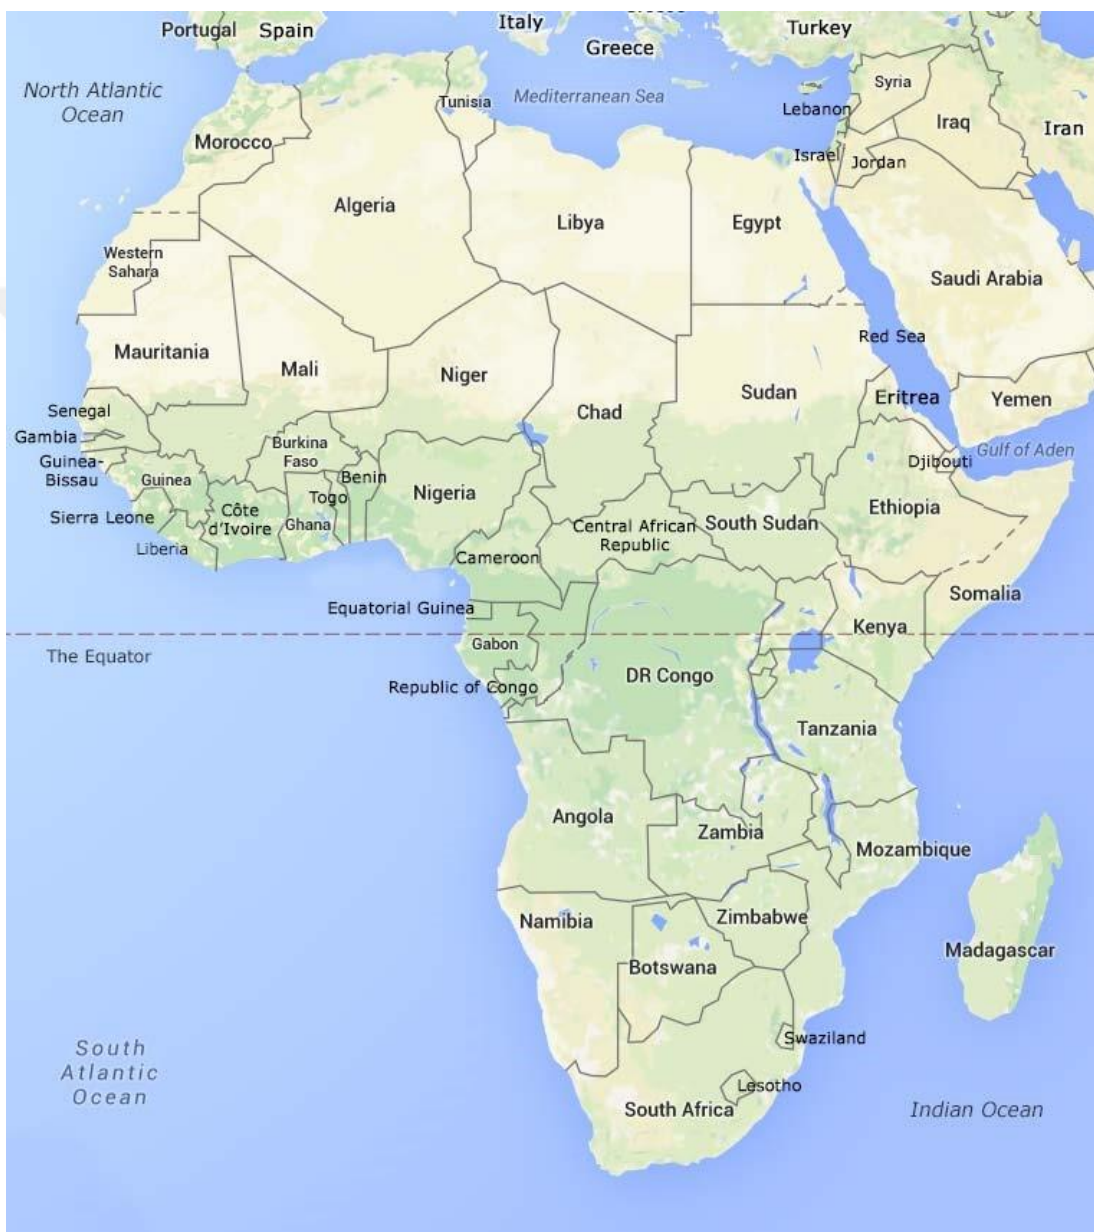 Portugal
Spain
Italy
Greece
Turkey
North Atlantic
Ocean
Mediterranean Sea
Tunisia
Syria
Lebanon
Iraq
Iran
Morocco
Israel
Jordan
Algeria
Libya
Egypt
Western
Sahara
Saudi Arabia
Red Sea
Mauritania
Mali
Niger
Chad
Sudan
Eritrea
Yemen
Senegal
Gambia
Guinea-
Bissau
Burkina
Faso
Gulf of Aden
Djibouti
Guinea
Benin
Togo
Nigeria
Ethiopia
Sierra Leone
Côte
d'Ivoire
Ghana
Central African
Republic
South Sudan
Liberia
Cameroon
Somalia
Equatorial Guinea
Kenya
Gabon
The Equator
DR Congo
Republic of Congo
Tanzania
Angola
Zambia
Mozambique
Namibia
Zimbabwe
Madagascar
Botswana
Swaziland
South
Atlantic
Ocean
Lesotho
South Africa
Indian Ocean